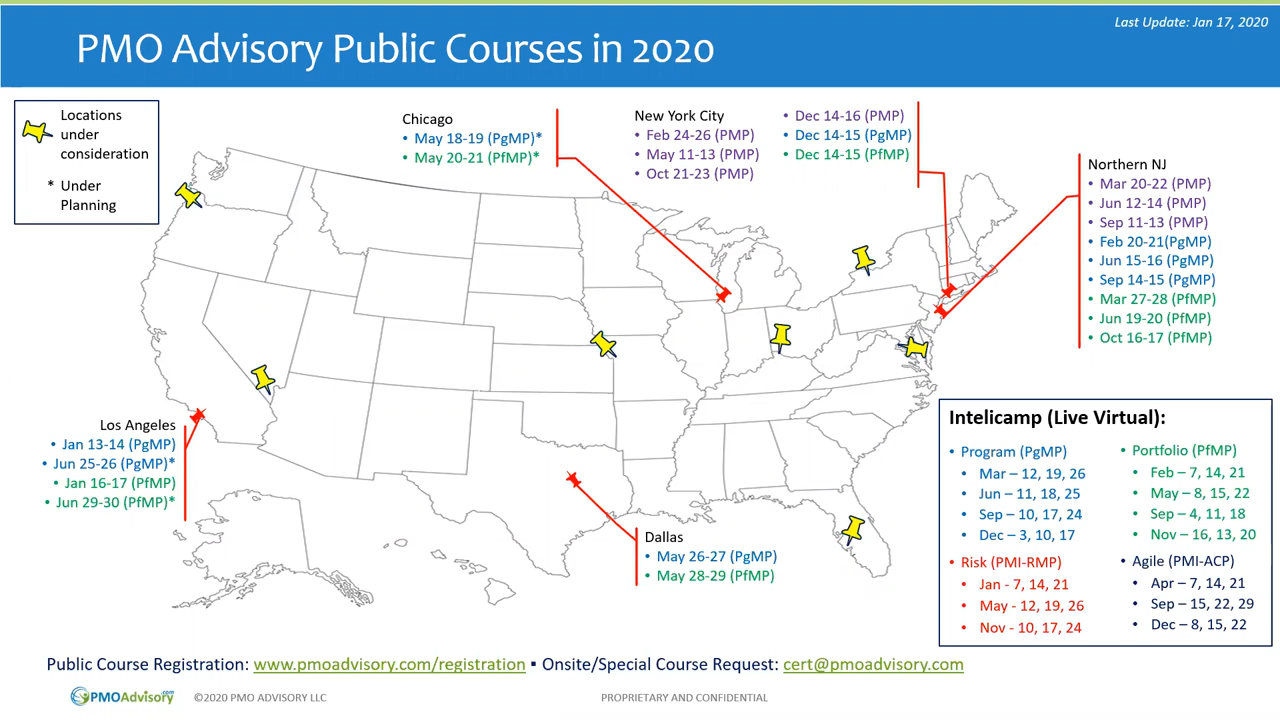 Last Update: Jan 17, 2020
PMO Advisory Public Courses in 2020
Locations
under
consideration
* Under
Planning
Chicago
• May 18-19 (PgMP)*
• May 20-21 (PfMP)*
New York City
• Feb 24-26 (PMP)
• May 11-13 (PMP)
• Oct 21-23 (PMP)
• Dec 14-16 (PMP)
• Dec 14-15 (PgMP)
• Dec 14-15 (PfMP)
Northern NJ
• Mar 20-22 (PMP)
• Jun 12-14 (PMP)
• Sep 11-13 (PMP)
• Feb 20-21(PgMP)
• Jun 15-16 (PgMP)
• Sep 14-15 (PgMP)
• Mar 27-28 (PfMP)
• Jun 19-20 (PfMP)
• Oct 16-17 (PfMP)
Los Angeles
• Jan 13-14 (PgMP)
• Jun 25-26 (PgMP)*
• Jan 16-17 (PfMP)
• Jun 29-30 (PfMP)*
Dallas
• May 26-27 (PgMP)
• May 28-29 (PfMP)
Intelicamp (Live Virtual):
• Program (PgMP)
• Mar – 12, 19, 26
• Jun – 11, 18, 25
• Sep – 10, 17, 24
• Dec – 3, 10, 17
• Risk (PMI-RMP)
• Jan - 7, 14, 21
• May - 12, 19, 26
• Nov - 10, 17, 24
• Portfolio (PfMP)
• Feb – 7, 14, 21
• May – 8, 15, 22
• Sep – 4, 11, 18
• Nov – 16, 13, 20
• Agile (PMI-ACP)
• Apr – 7, 14, 21
• Sep – 15, 22, 29
• Dec – 8, 15, 22
Public Course Registration: www.pmoadvisory.com/registration ▪ Onsite/Special Course Request: cert@pmoadvisory.com
PMOAdvisory.com ©2020 PMO ADVISORY LLC PROPRIETARY AND CONFIDENTIAL